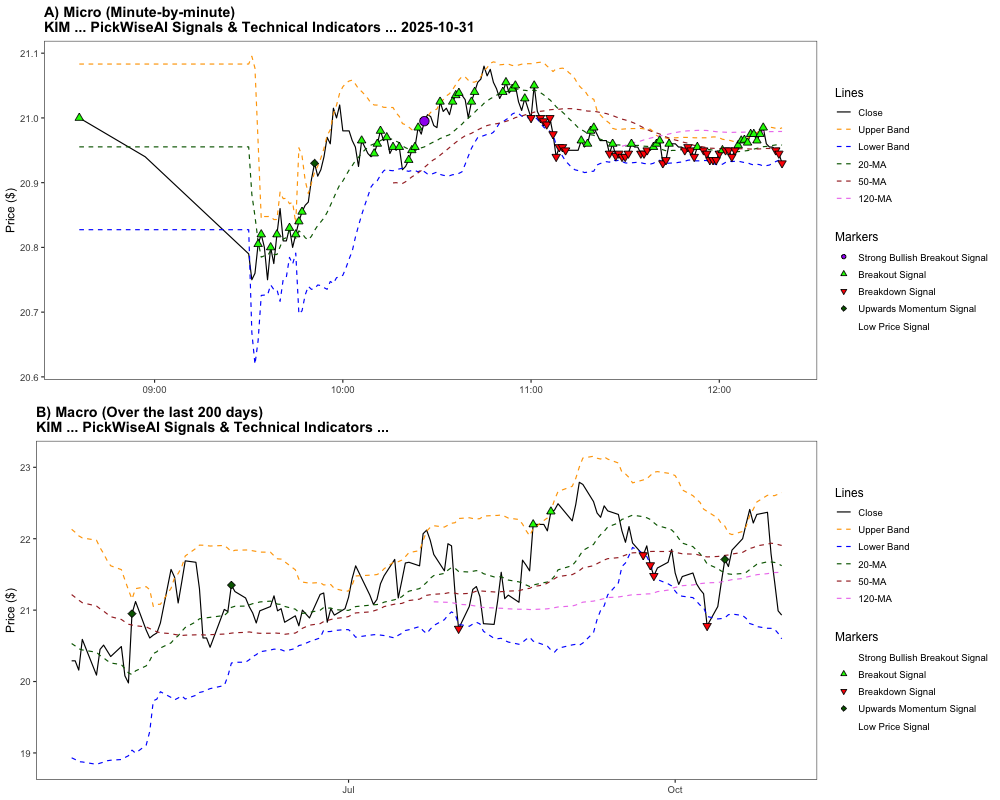 A) Micro (Minute-by-minute)
KIM ... PickWiseAI Signals & Technical Indicators ... 2025-10-31
Price ($)
21.1
21.0
20.9
20.8
20.7
20.6
09:00
10:00
11:00
12:00
Lines
Close
Upper Band
Lower Band
20-MA
50-MA
120-MA
Markers
Strong Bullish Breakout Signal
Breakout Signal
Breakdown Signal
Upwards Momentum Signal
Low Price Signal
B) Macro (Over the last 200 days)
KIM ... PickWiseAI Signals & Technical Indicators ...
Price ($)
23
22
21
20
19
Jul
Oct
Lines
Close
Upper Band
Lower Band
20-MA
50-MA
120-MA
Markers
Strong Bullish Breakout Signal
Breakout Signal
Breakdown Signal
Upwards Momentum Signal
Low Price Signal